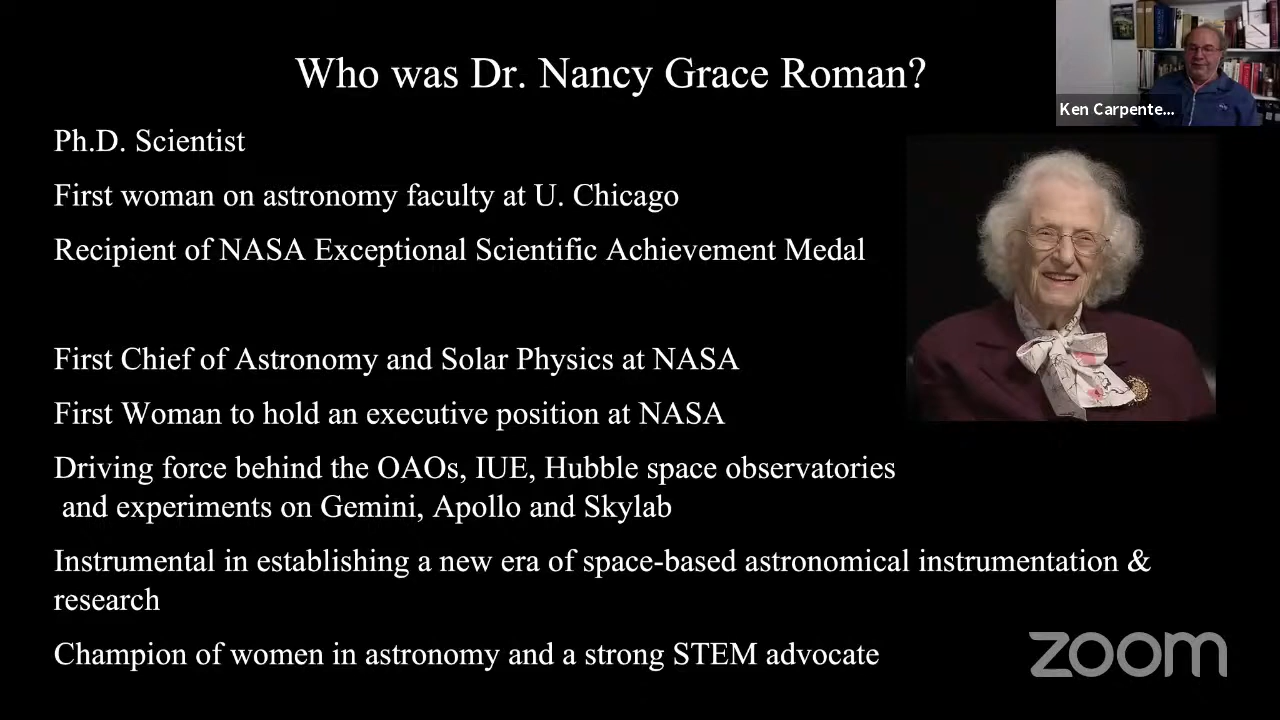 Who was Dr. Nancy Grace Roman?
Ken Carpente...
Ph.D. Scientist
First woman on astronomy faculty at U. Chicago
Recipient of NASA Exceptional Scientific Achievement Medal
First Chief of Astronomy and Solar Physics at NASA
First Woman to hold an executive position at NASA
Driving force behind the OAOs, IUE, Hubble space observatories
and experiments on Gemini, Apollo and Skylab
Instrumental in establishing a new era of space-based astronomical instrumentation &
research
Champion of women in astronomy and a strong STEM advocate
zoom